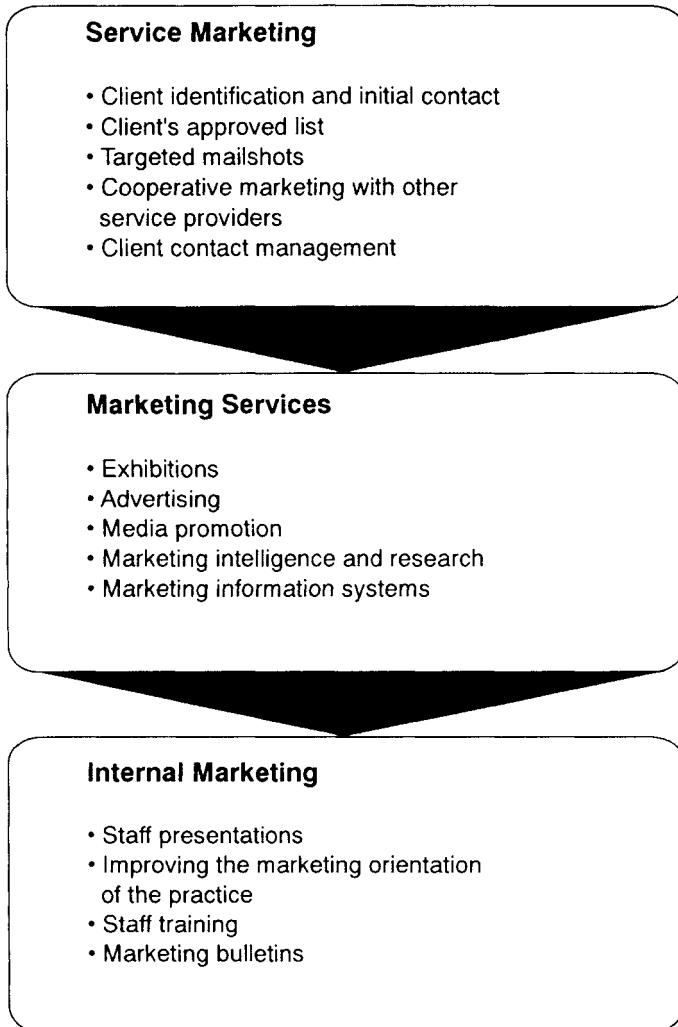 Service Marketing
• Client identification and initial contact
• Client's approved list
• Targeted mailshots
• Cooperative marketing with other
service providers
• Client contact management
Marketing Services
• Exhibitions
• Advertising
• Media promotion
• Marketing intelligence and research
• Marketing information systems
Internal Marketing
• Staff presentations
• Improving the marketing orientation
of the practice
• Staff training
• Marketing bulletins